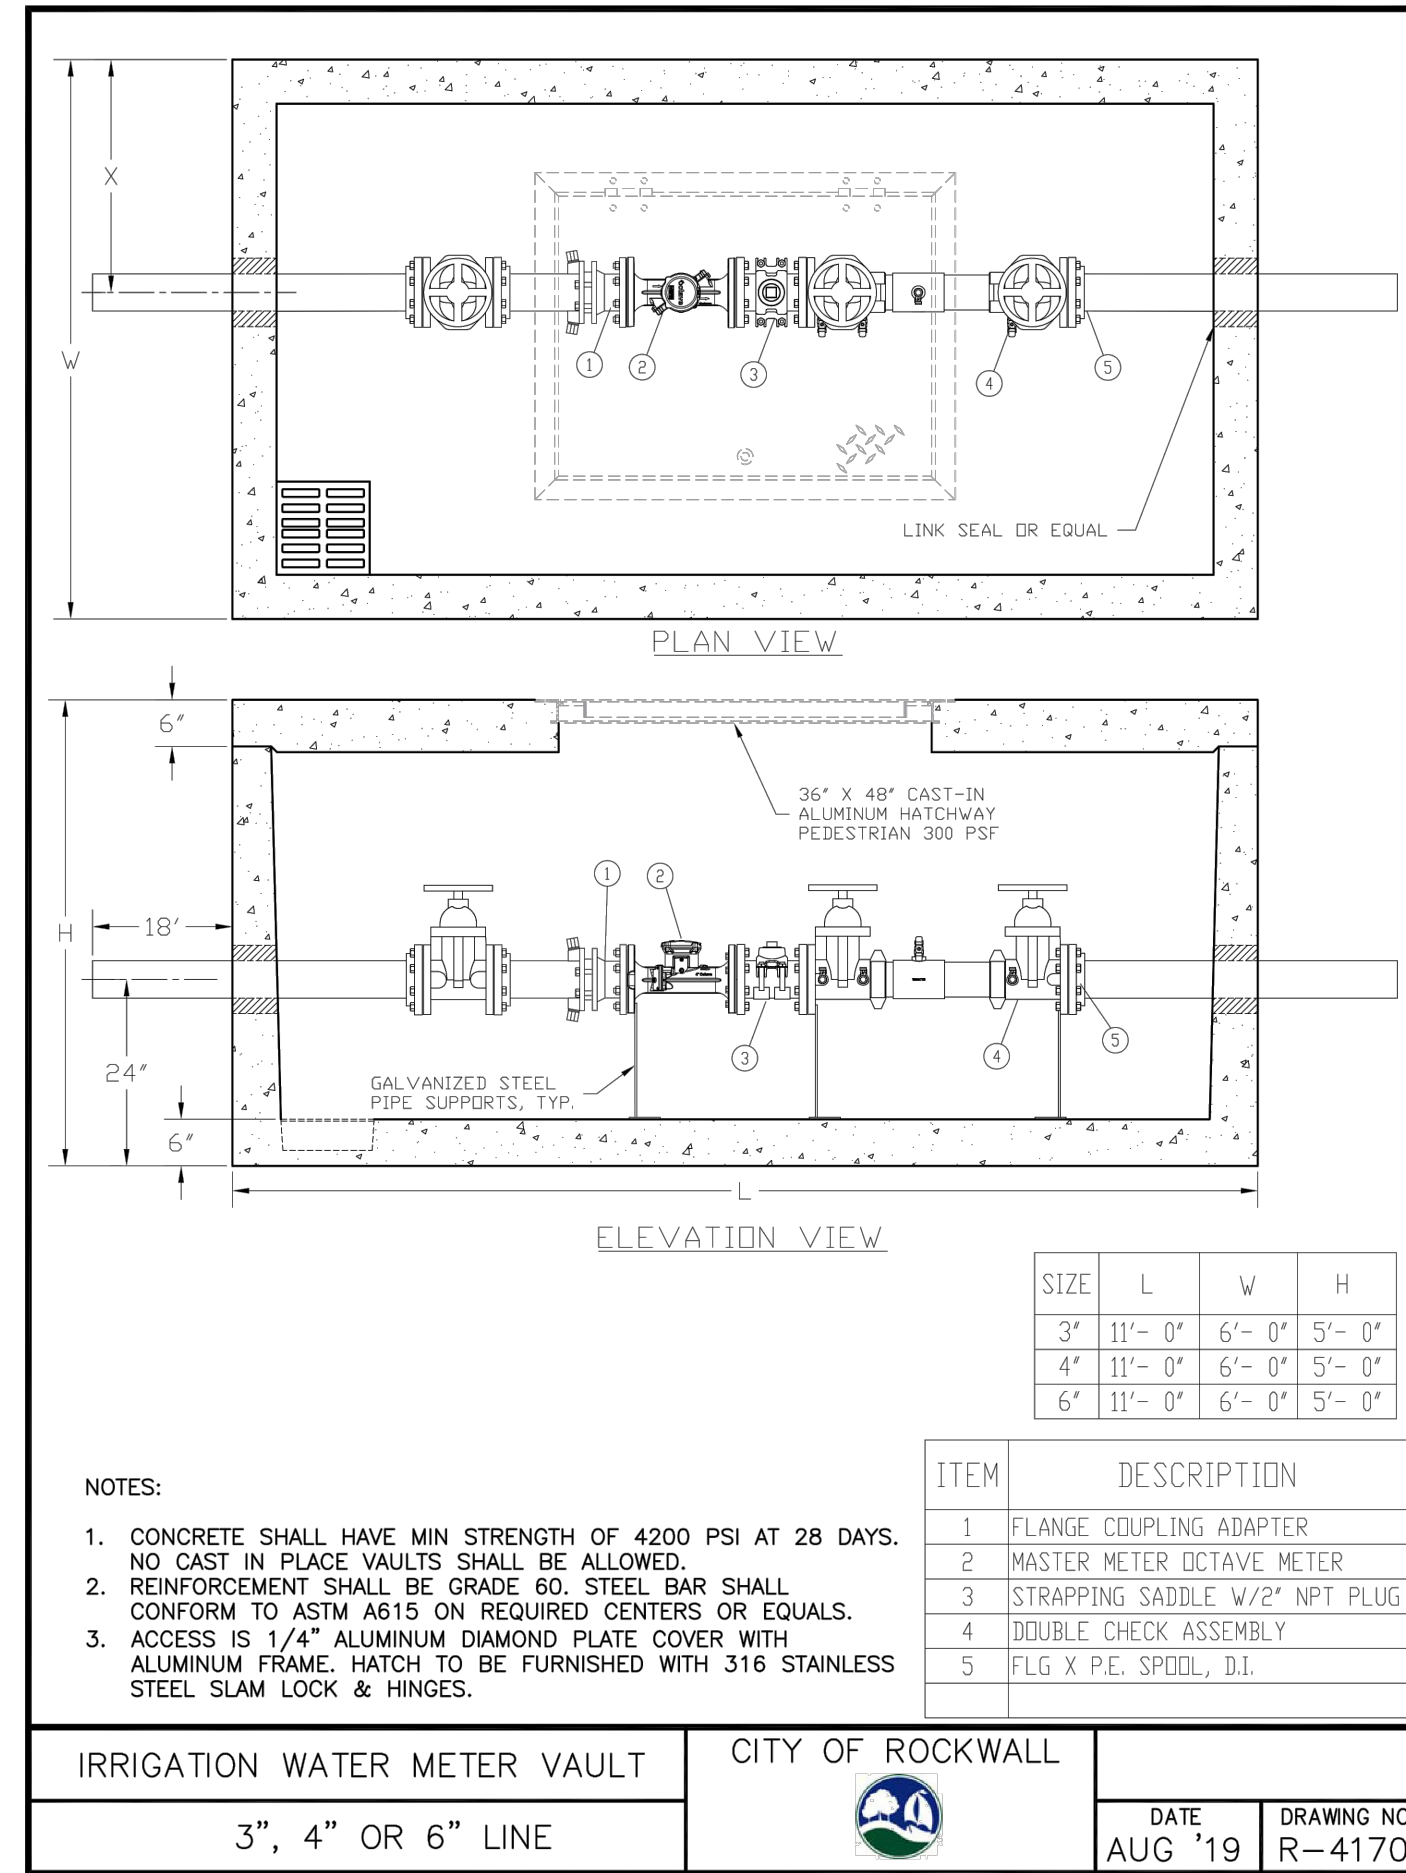 X
W
1
2
3
4
5
LINK SEAL OR EQUAL
PLAN VIEW
6"
36" X 48" CAST-IN
ALUMINUM HATCHWAY
PEDESTRIAN 300 PSF
1
2
H
18'
24"
3
4
5
GALVANIZED STEEL
PIPE SUPPORTS, TYP.
6"
L
ELEVATION VIEW
SIZE L W H
3" 11'- 0" 6'- 0" 5'- 0"
4" 11'- 0" 6'- 0" 5'- 0"
6" 11'- 0" 6'- 0" 5'- 0"
ITEM DESCRIPTION
1 FLANGE COUPLING ADAPTER
2 MASTER METER OCTAVE METER
3 STRAPPING SADDLE W/2" NPT PLUG
4 DOUBLE CHECK ASSEMBLY
5 FLG X P.E. SPOOL, D.I.
NOTES:
1. CONCRETE SHALL HAVE MIN STRENGTH OF 4200 PSI AT 28 DAYS.
NO CAST IN PLACE VAULTS SHALL BE ALLOWED.
2. REINFORCEMENT SHALL BE GRADE 60. STEEL BAR SHALL
CONFORM TO ASTM A615 ON REQUIRED CENTERS OR EQUALS.
3. ACCESS IS 1/4" ALUMINUM DIAMOND PLATE COVER WITH
ALUMINUM FRAME. HATCH TO BE FURNISHED WITH 316 STAINLESS
STEEL SLAM LOCK & HINGES.
IRRIGATION WATER METER VAULT
3", 4" OR 6" LINE
CITY OF ROCKWALL
DATE
AUG '19
DRAWING NO
R-4170